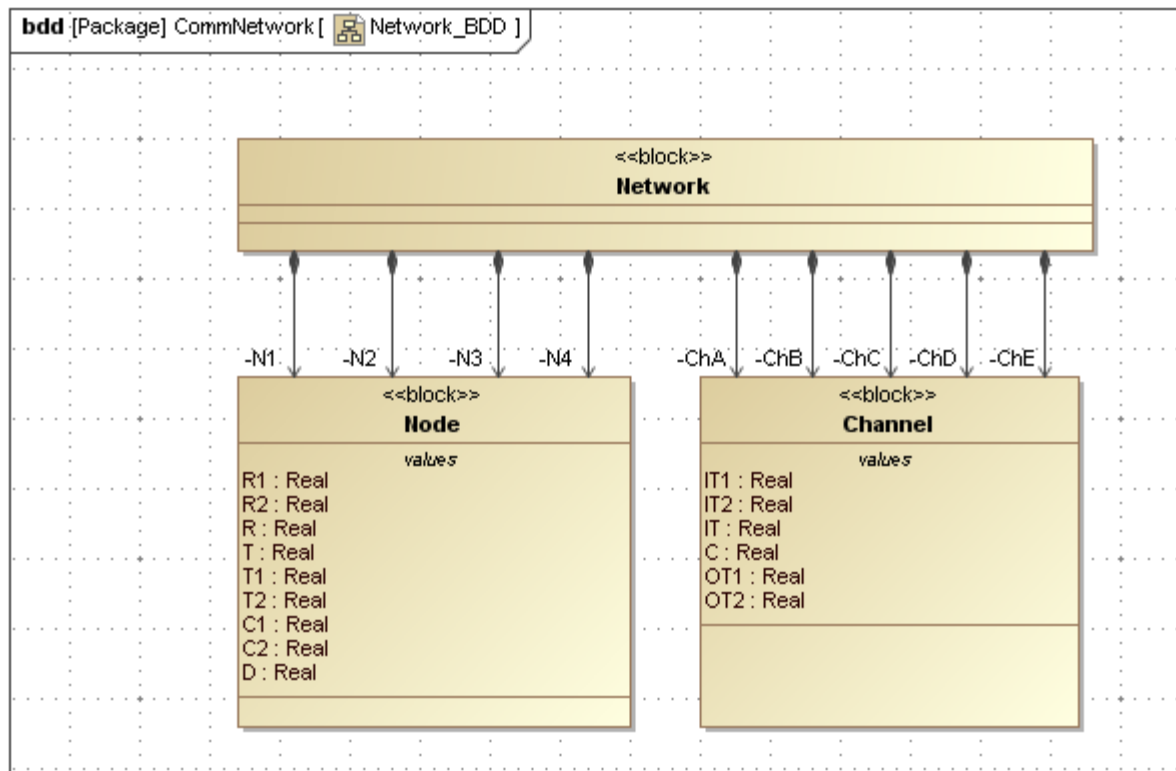 bdd [Package] CommNetwork [ Network_BDD ]
<<block>>
Network
-N1 -N2 -N3 -N4 -ChA -ChB -ChC -ChD -ChE
<<block>>
Node
values
R1 : Real
R2 : Real
R : Real
T : Real
T1 : Real
T2 : Real
C1 : Real
C2 : Real
D : Real
<<block>>
Channel
values
IT1 : Real
IT2 : Real
IT : Real
C : Real
OT1 : Real
OT2 : Real